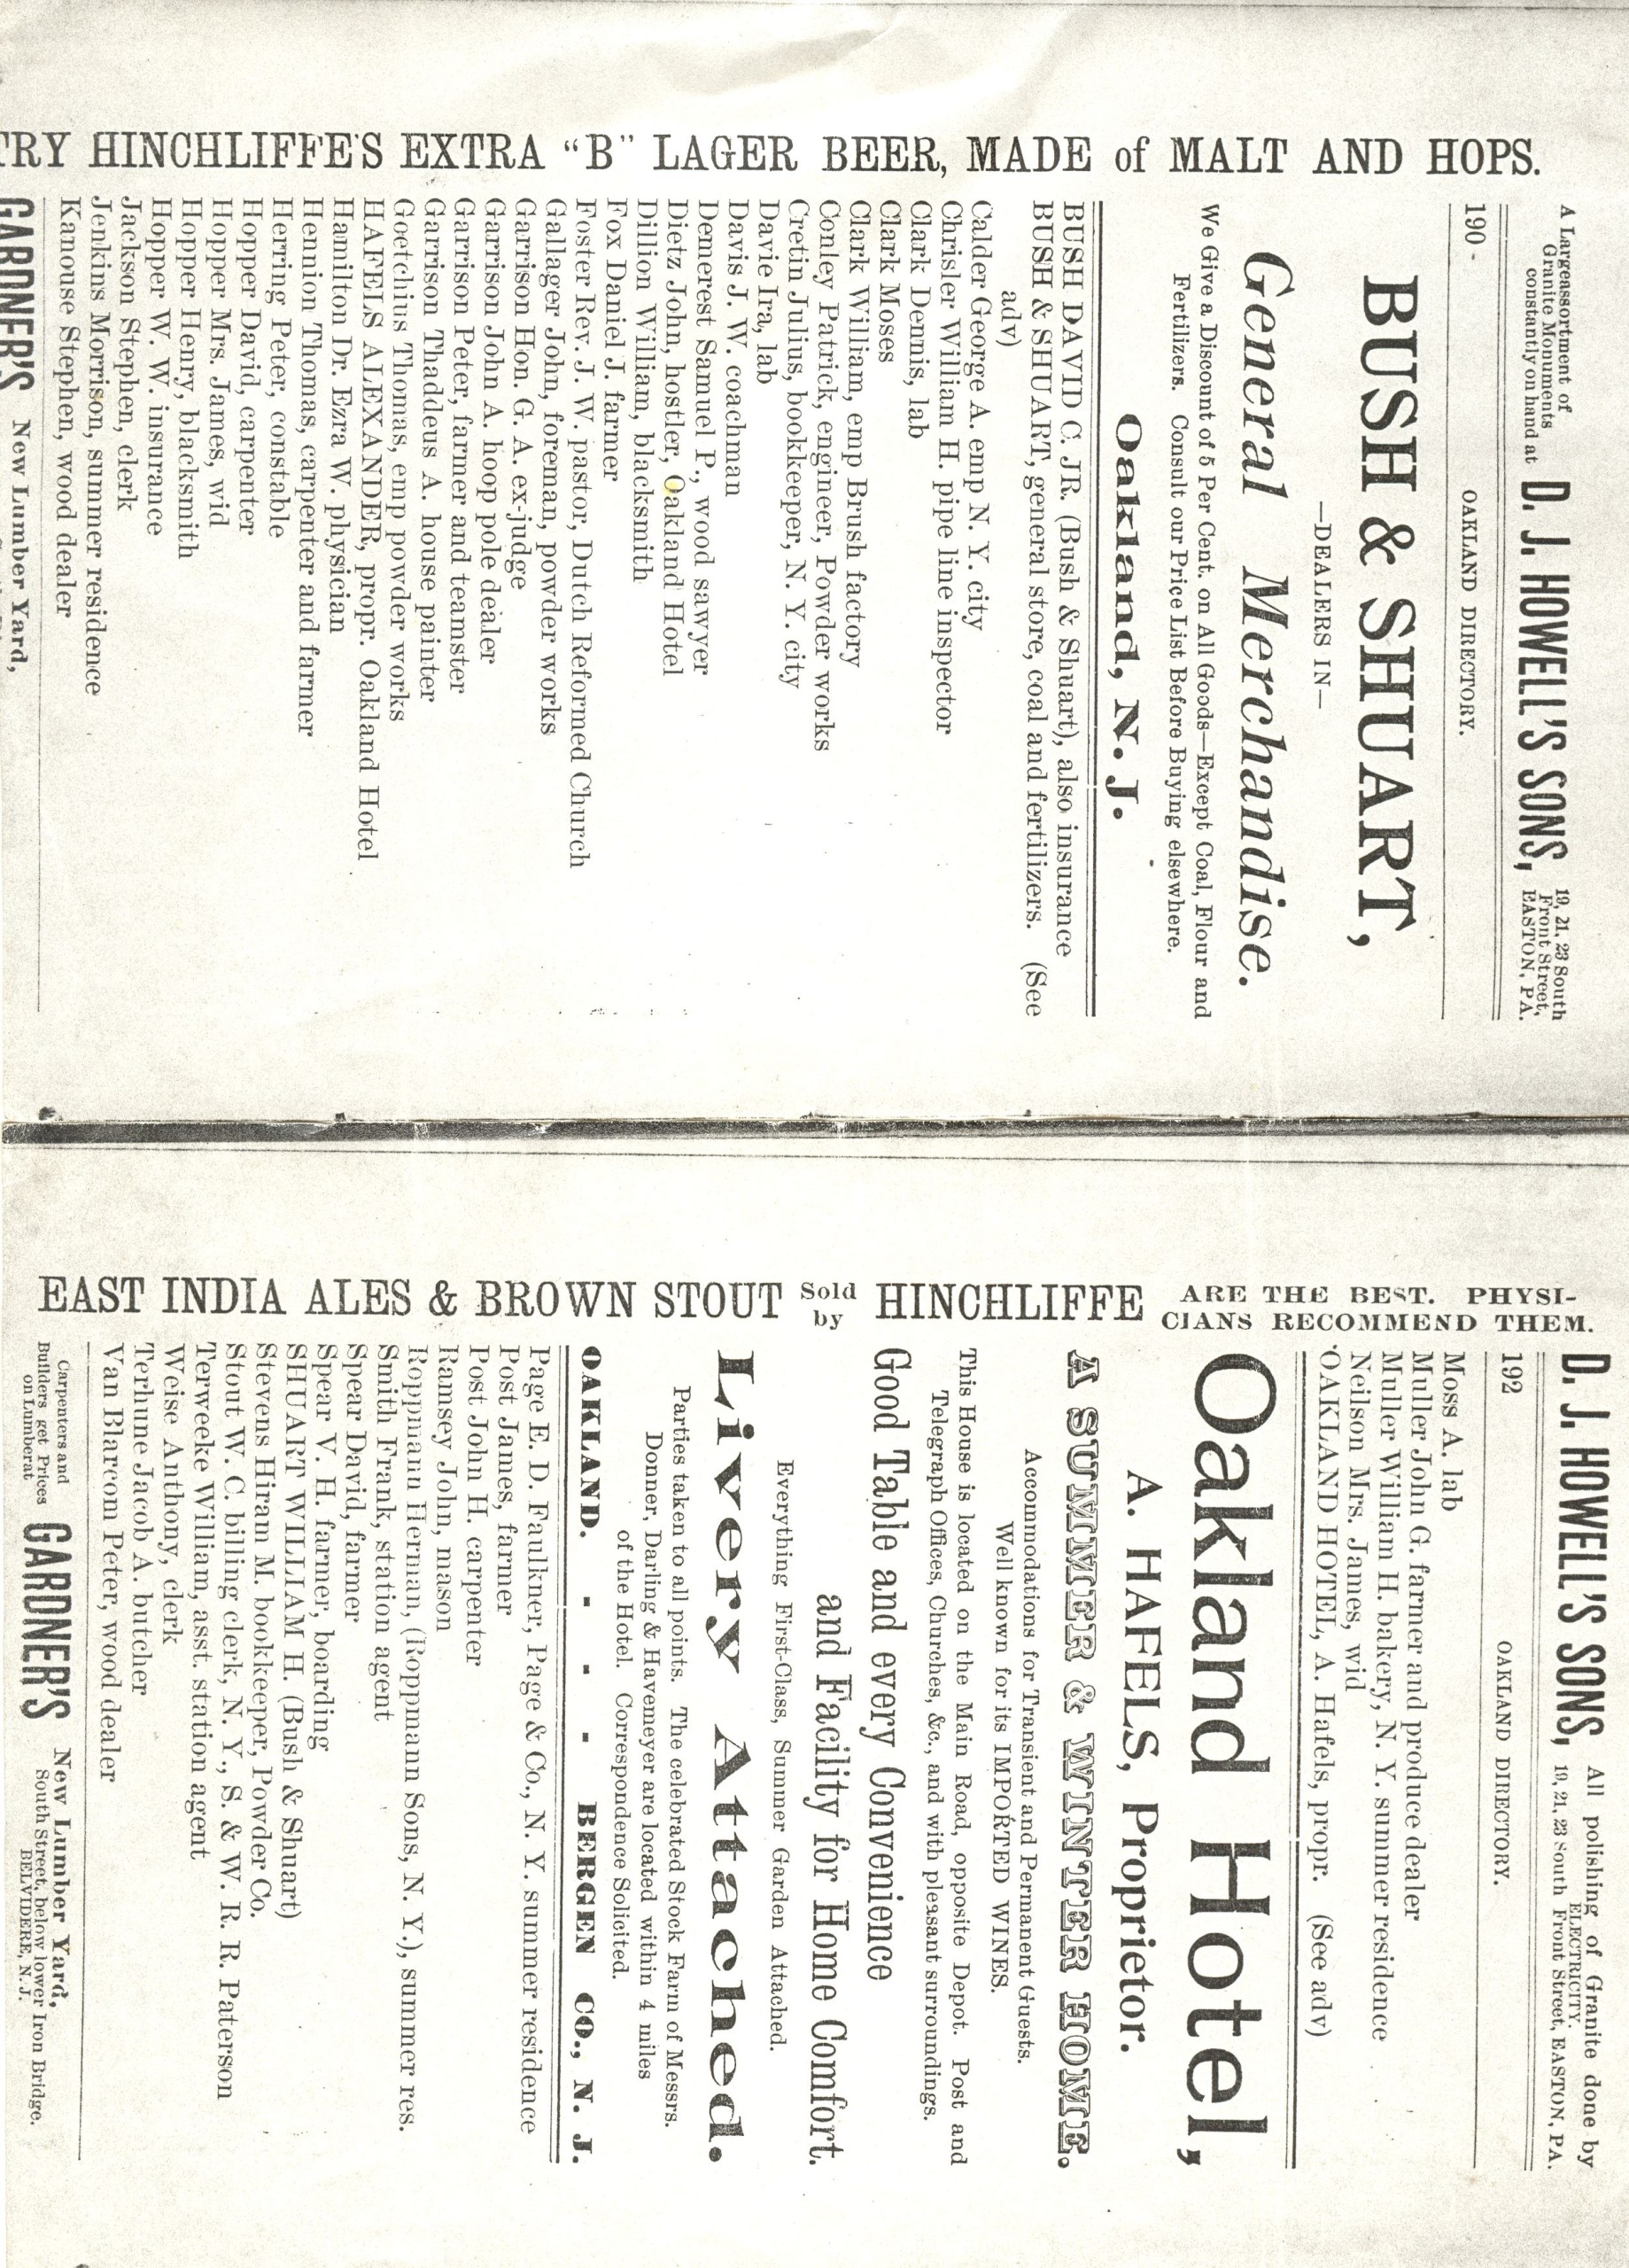 TRY HINCHLIFFE'S EXTRA "B" LAGER BEER, MADE of MALT AND HOPS.
A Largeassortment of
Granite Monuments
constantly on hand at
D. J. HOWELL'S SONS,
19, 21, 23 South
Front Street,
EASTON, PA.
190
OAKLAND DIRECTORY.
BUSH & SHUART,
—DEALERS IN—
General Merchandise.
We Give a Discount of 5 Per Cent. on All Goods—Except Coal, Flour and
Fertilizers. Consult our Price List Before Buying elsewhere.
Oakland, N. J.
BUSH DAVID C. JR. (Bush & Shuart), also insurance
BUSH & SHUART, general store, coal and fertilizers. (See
adv)
Calder George A. emp N. Y. city
Chrisler William H. pipe line inspector
Clark Dennis, lab
Clark Moses
Clark William, emp Brush factory
Conley Patrick, engineer, Powder works
Cretin Julius, bookkeeper, N. Y. city
Davie Ira, lab
Davis J. W. coachman
Demerest Samuel P., wood sawyer
Dietz John, hostler, Oakland Hotel
Dillion William, blacksmith
Fox Daniel J. farmer
Foster Rev. J. W. pastor, Dutch Reformed Church
Gallager John, foreman, powder works
Garrison Hon. G. A. ex-judge
Garrison John A. hoop pole dealer
Garrison Peter, farmer and teamster
Garrison Thaddeus A. house painter
Goetchius Thomas, emp powder works
HAFELS ALEXANDER, propr. Oakland Hotel
Hamilton Dr. Ezra W. physician
Hennion Thomas, carpenter and farmer
Herring Peter, constable
Hopper David, carpenter
Hopper Mrs. James, wid
Hopper Henry, blacksmith
Hopper W. W. insurance
Jackson Stephen, clerk
Jenkins Morrison, summer residence
Kanouse Stephen, wood dealer
GARDNER'S New Lumber Yard,
EAST INDIA ALES & BROWN STOUT Sold by HINCHLIFFE ARE THE BEST. PHYSI-
CIANS RECOMMEND THEM.
D. J. HOWELL'S SONS,
All polishing of Granite done by
ELECTRICITY.
19, 21, 23 South Front Street, EASTON, PA.
192
OAKLAND DIRECTORY.
Moss A. lab
Muller John G. farmer and produce dealer
Muller William H. bakery, N. Y. summer residence
Neilson Mrs. James, wid
OAKLAND HOTEL, A. Hafels, propr. (See adv)
Oakland Hotel,
A. HAFELS, Proprietor.
A SUMMER & WINTER HOME.
Accommodations for Transient and Permanent Guests.
Well known for its IMPORTED WINES.
This House is located on the Main Road, opposite Depot. Post and
Telegraph Offices, Churches, &c., and with pleasant surroundings.
Good Table and every Convenience
and Facility for Home Comfort.
Everything First-Class, Summer Garden Attached.
Livery Attached.
Parties taken to all points. The celebrated Stock Farm of Messrs.
Donner, Darling & Havemeyer are located within 4 miles
of the Hotel. Correspondence Solicited.
OAKLAND. - - - BERGEN CO., N. J.
Page E. D. Faulkner, Page & Co., N. Y. summer residence
Post James, farmer
Post John H. carpenter
Ramsey John, mason
Roppmann Herman, (Roppmann Sons, N. Y.), summer res.
Smith Frank, station agent
Spear David, farmer
Spear V. H. farmer, boarding
SHUART WILLIAM H. (Bush & Shuart)
Stevens Hiram M. bookkeeper, Powder Co.
Stout W. C. billing clerk, N. Y., S. & W. R. R. Paterson
Terweeke William, asst. station agent
Weise Anthony, clerk
Terhune Jacob A. butcher
Van Blarcom Peter, wood dealer
Carpenters and
Builders get Prices
on Lumberat
GARDNER'S
New Lumber Yard,
South Street, below lower Iron Bridge.
BELVIDERE, N. J.